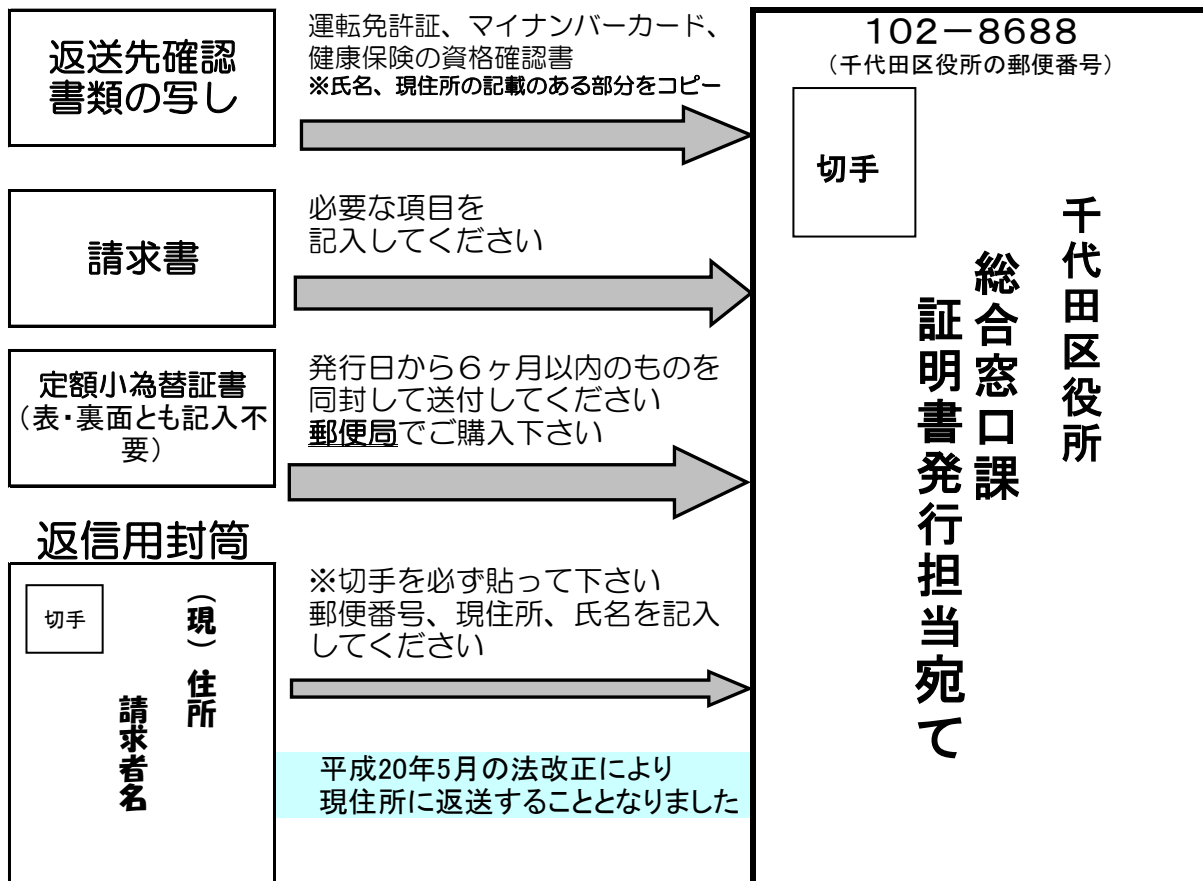 返送先確認
書類の写し
運転免許証、マイナンバーカード、
健康保険の資格確認書
※氏名、現住所の記載のある部分をコピー
請求書
必要な項目を
記入してください
定額小為替証書
(表・裏面とも記入不
要)
発行日から6ヶ月以内のものを
同封して送付してください
郵便局でご購入下さい
返信用封筒
切手
(現)住所
請求者名
※切手を必ず貼って下さい
郵便番号、現住所、氏名を記入
してください
平成20年5月の法改正により
現住所に返送することとなりました
102-8688
(千代田区役所の郵便番号)
切手
千代田区役所
総合窓口課
証明書発行担当宛て